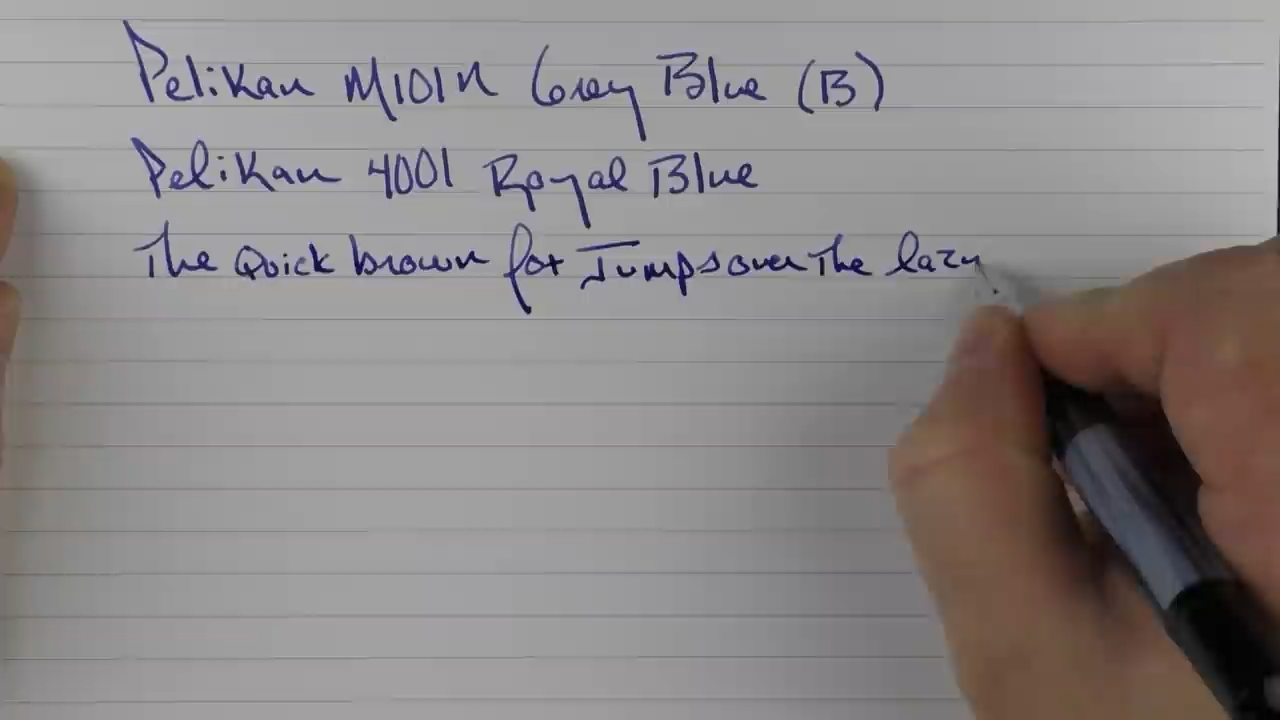 Pelikan M101N Grey Blue (B)
Pelikan 4001 Royal Blue
The Quick brown fox Jumps over The lazy